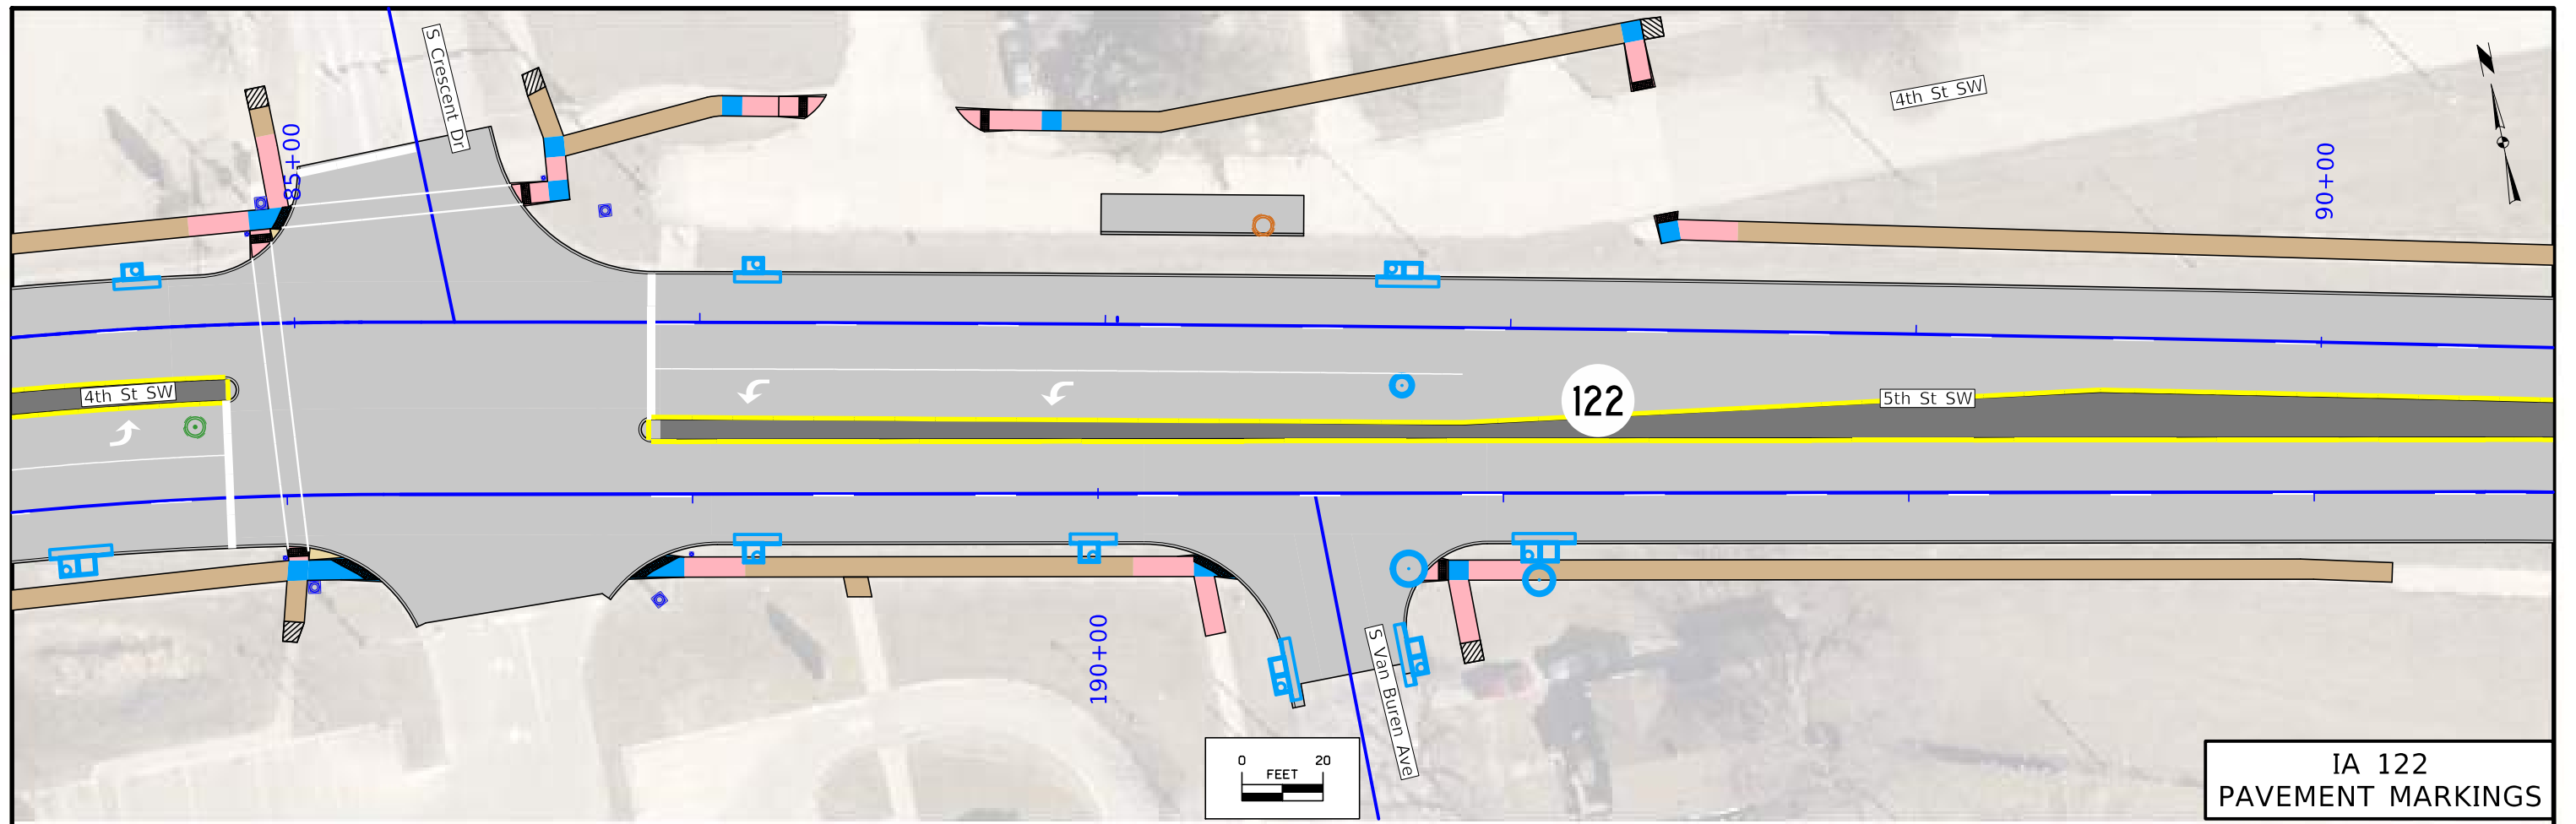 S Crescent Dr
4th St SW
85+00
90+00
4th St SW
122
5th St SW
190+00
S Van Buren Ave
0 20
FEET
IA 122
PAVEMENT MARKINGS